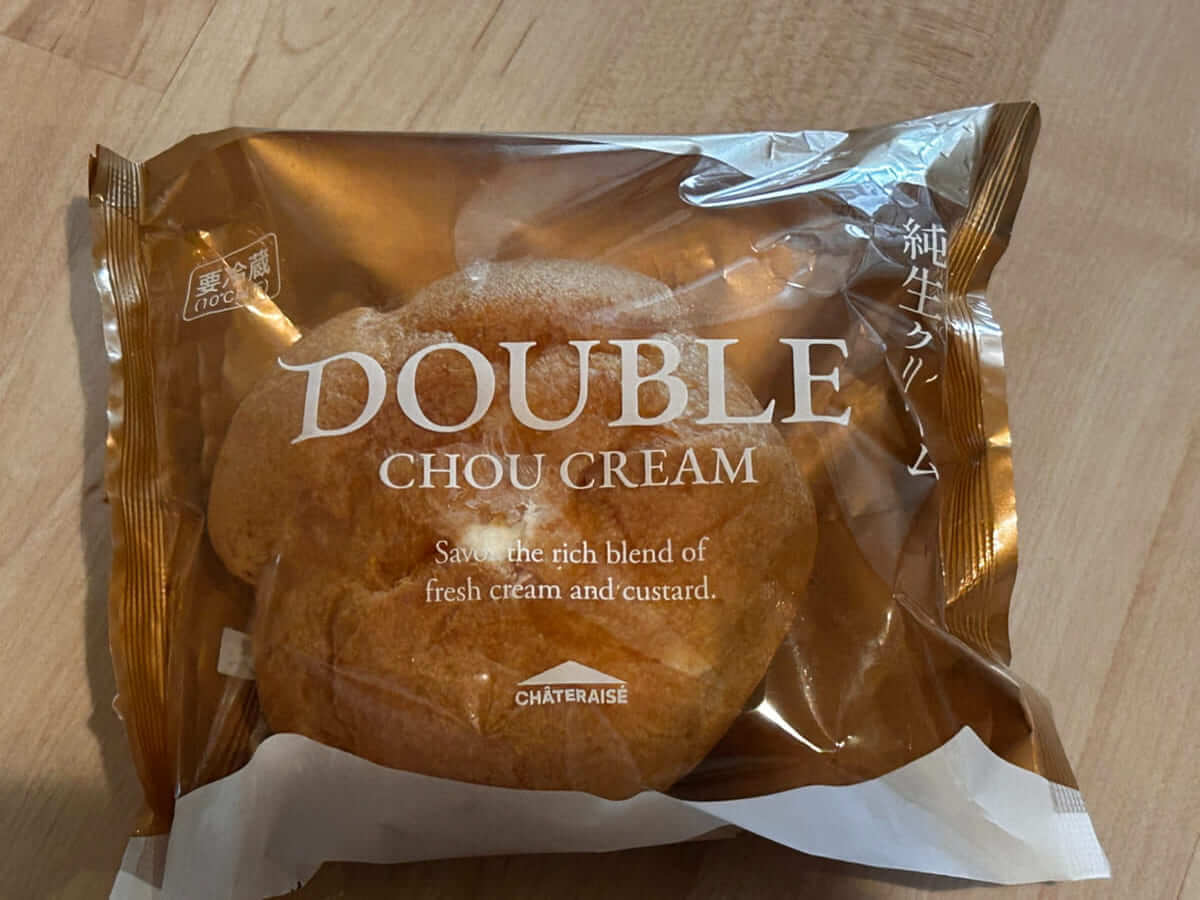 要冷蔵
純生クリーム
DOUBLE
CHOU CREAM
Savor the rich blend of
fresh cream and custard.
CHÂTERAISÉ